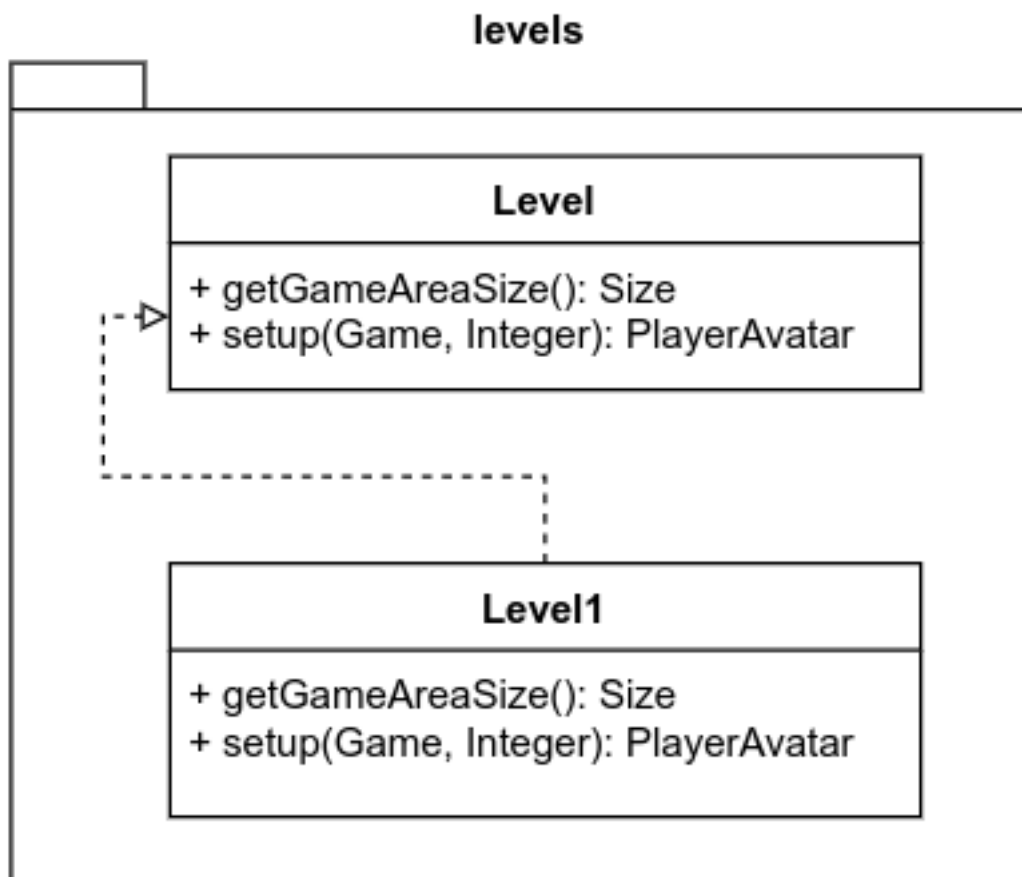 levels
Level
+ getGameAreaSize(): Size
+ setup(Game, Integer): PlayerAvatar
Level1
+ getGameAreaSize(): Size
+ setup(Game, Integer): PlayerAvatar